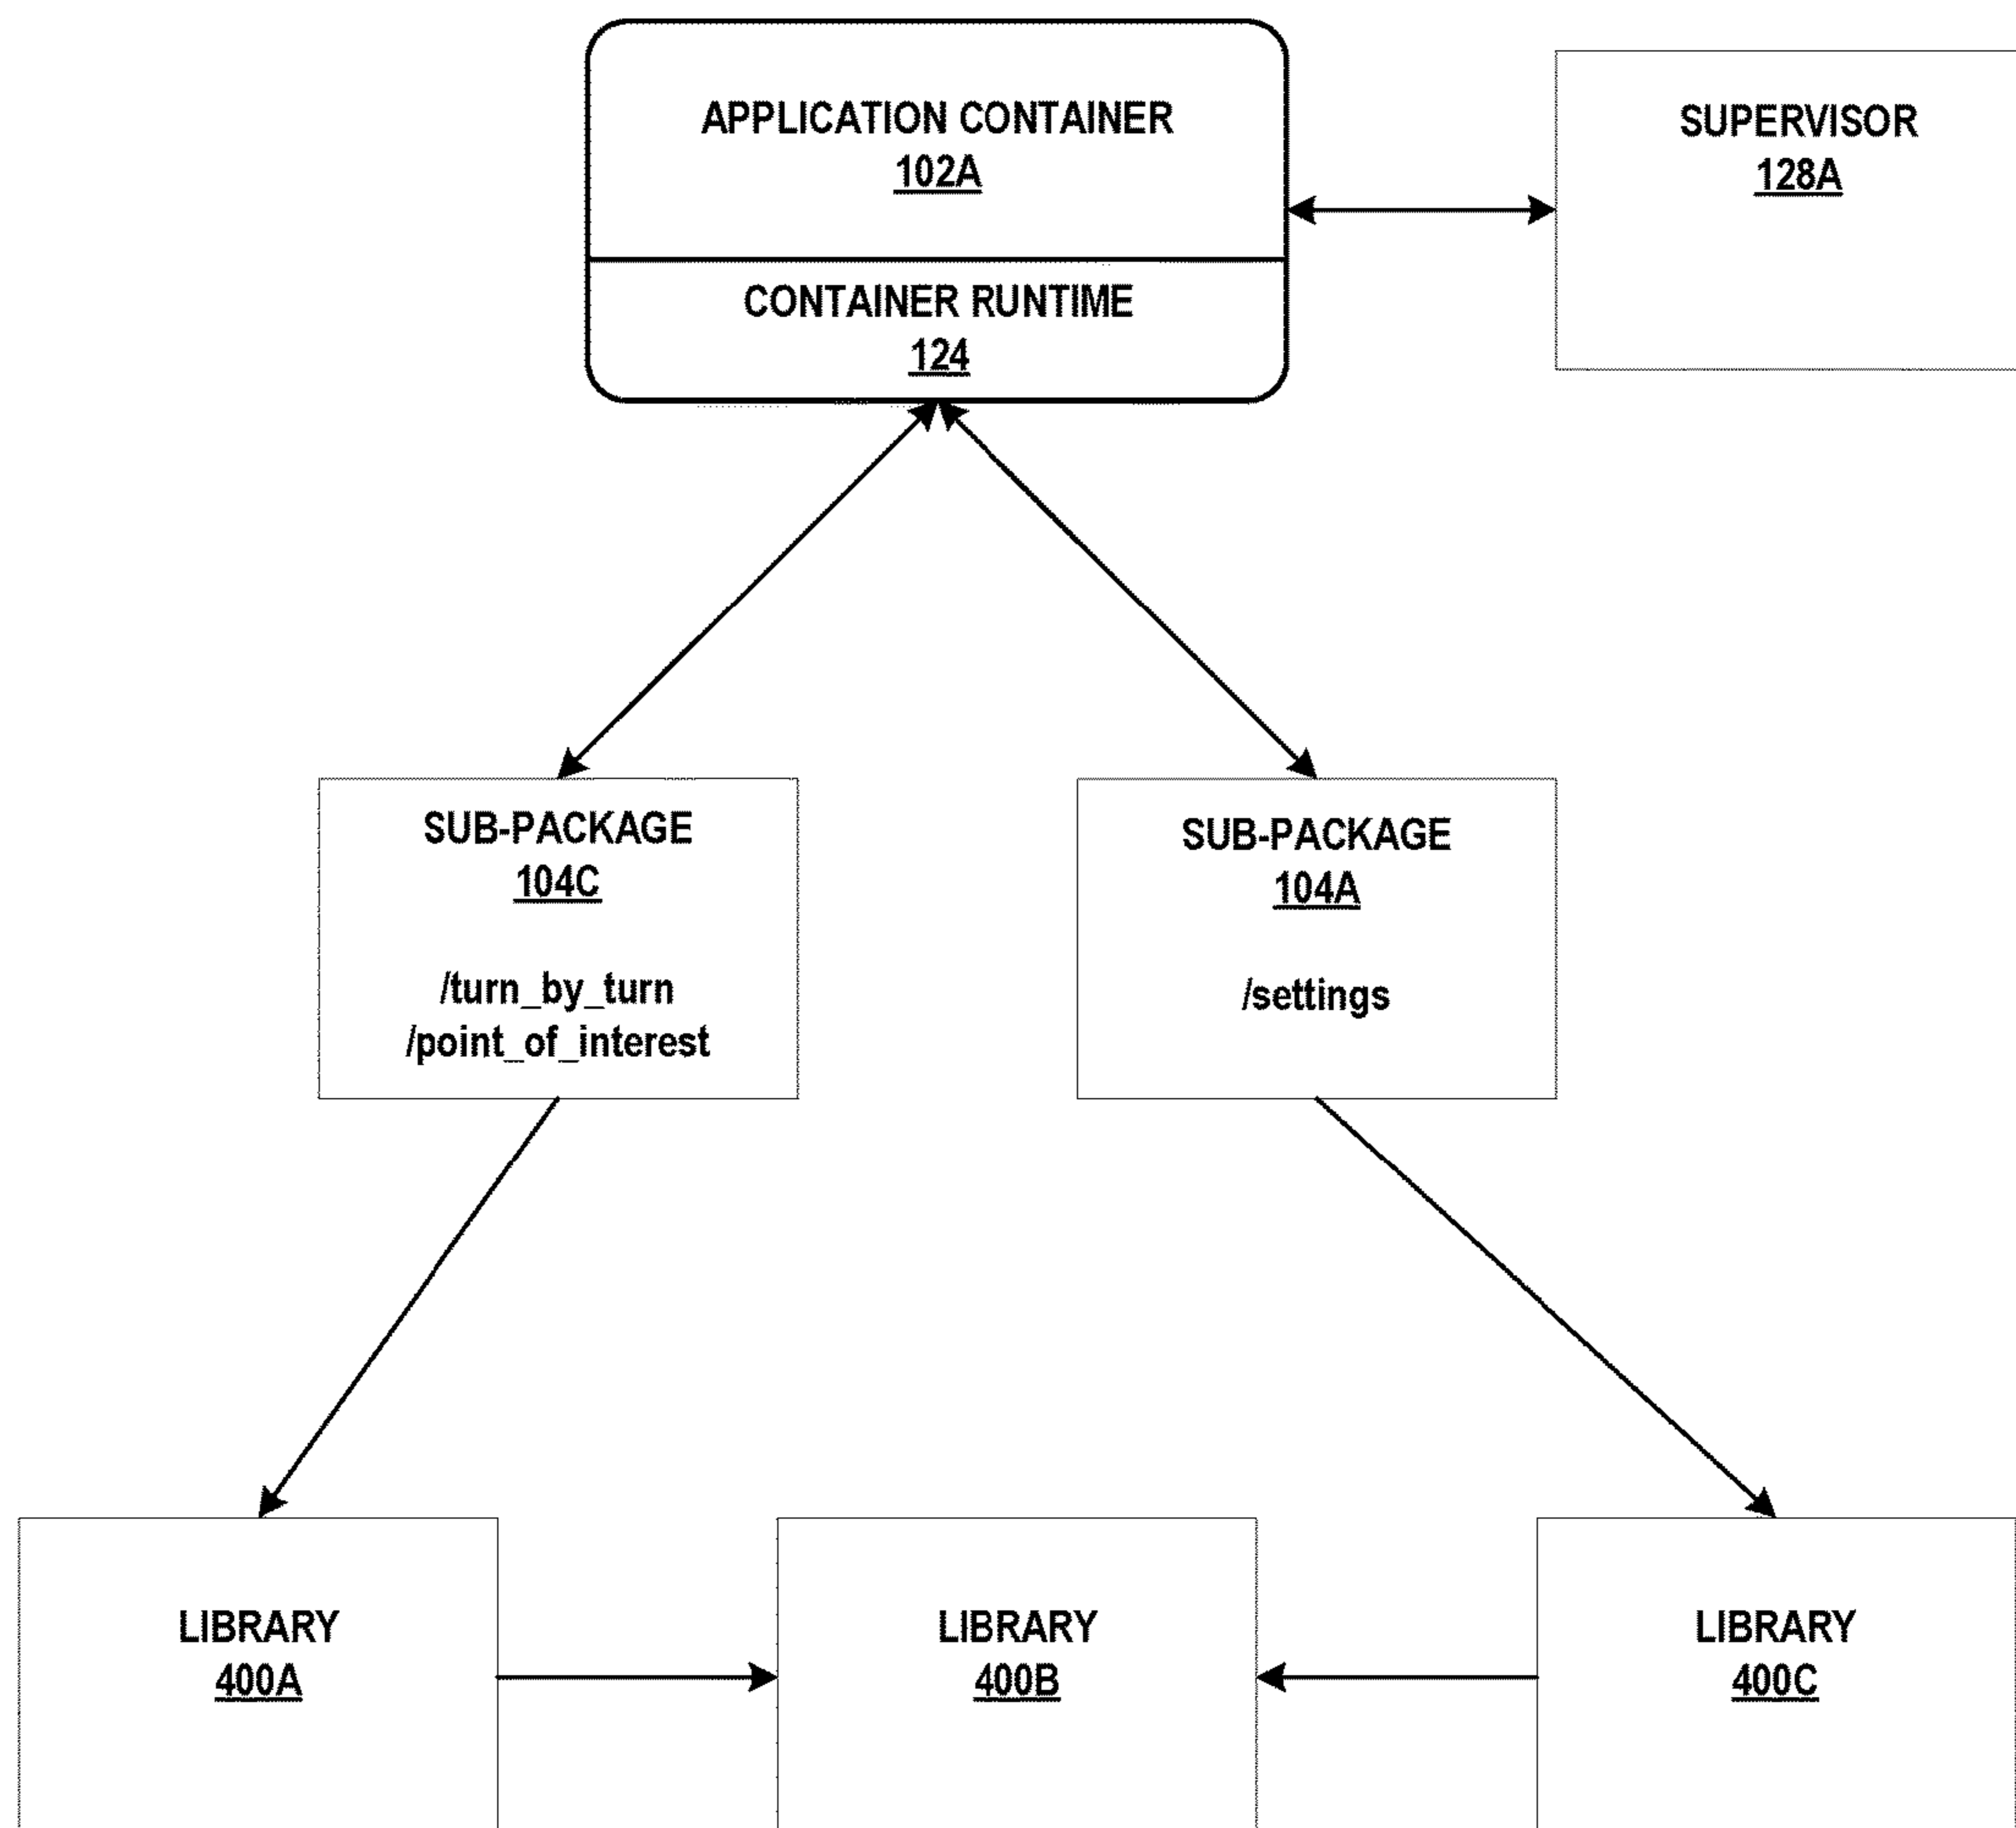 APPLICATION CONTAINER
102A
SUPERVISOR
128A
CONTAINER RUNTIME
124
SUB-PACKAGE
104C
/turn_by_turn
/point_of_interest
SUB-PACKAGE
104A
/settings
LIBRARY
400A
LIBRARY
400B
LIBRARY
400C